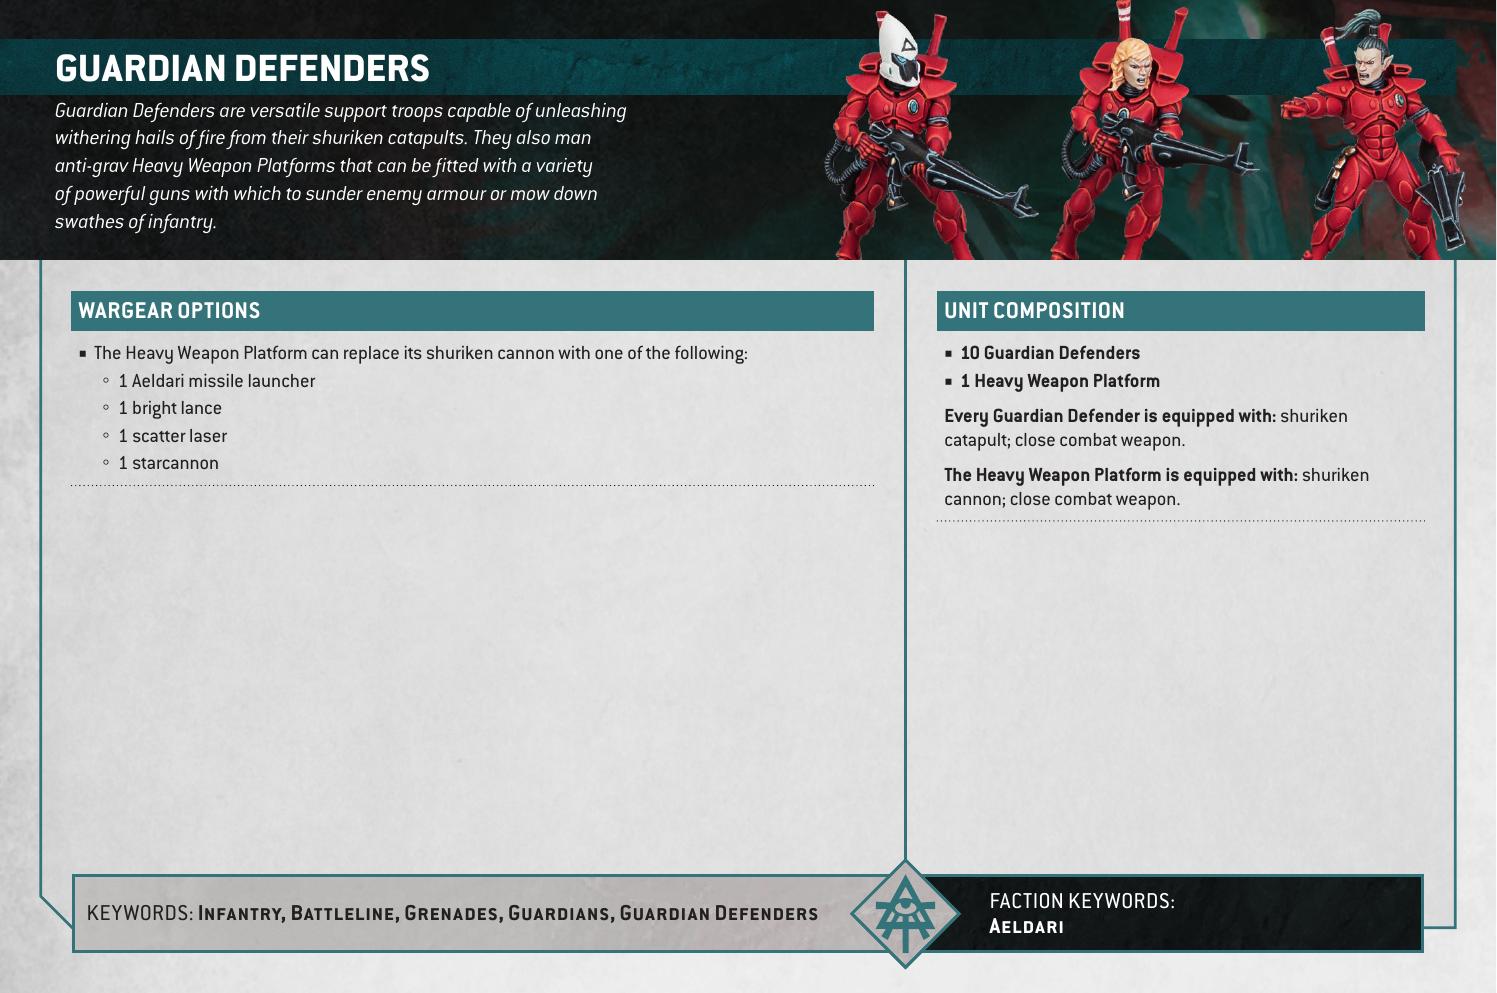 GUARDIAN DEFENDERS
Guardian Defenders are versatile support troops capable of unleashing
withering hails of fire from their shuriken catapults. They also man
anti-grav Heavy Weapon Platforms that can be fitted with a variety
of powerful guns with which to sunder enemy armour or mow down
swathes of infantry.
WARGEAR OPTIONS
■ The Heavy Weapon Platform can replace its shuriken cannon with one of the following:
◦ 1 Aeldari missile launcher
◦ 1 bright lance
◦ 1 scatter laser
◦ 1 starcannon
UNIT COMPOSITION
■ 10 Guardian Defenders
■ 1 Heavy Weapon Platform
Every Guardian Defender is equipped with: shuriken
catapult; close combat weapon.
The Heavy Weapon Platform is equipped with: shuriken
cannon; close combat weapon.
KEYWORDS: Infantry, Battleline, Grenades, Guardians, Guardian Defenders
FACTION KEYWORDS:
Aeldari